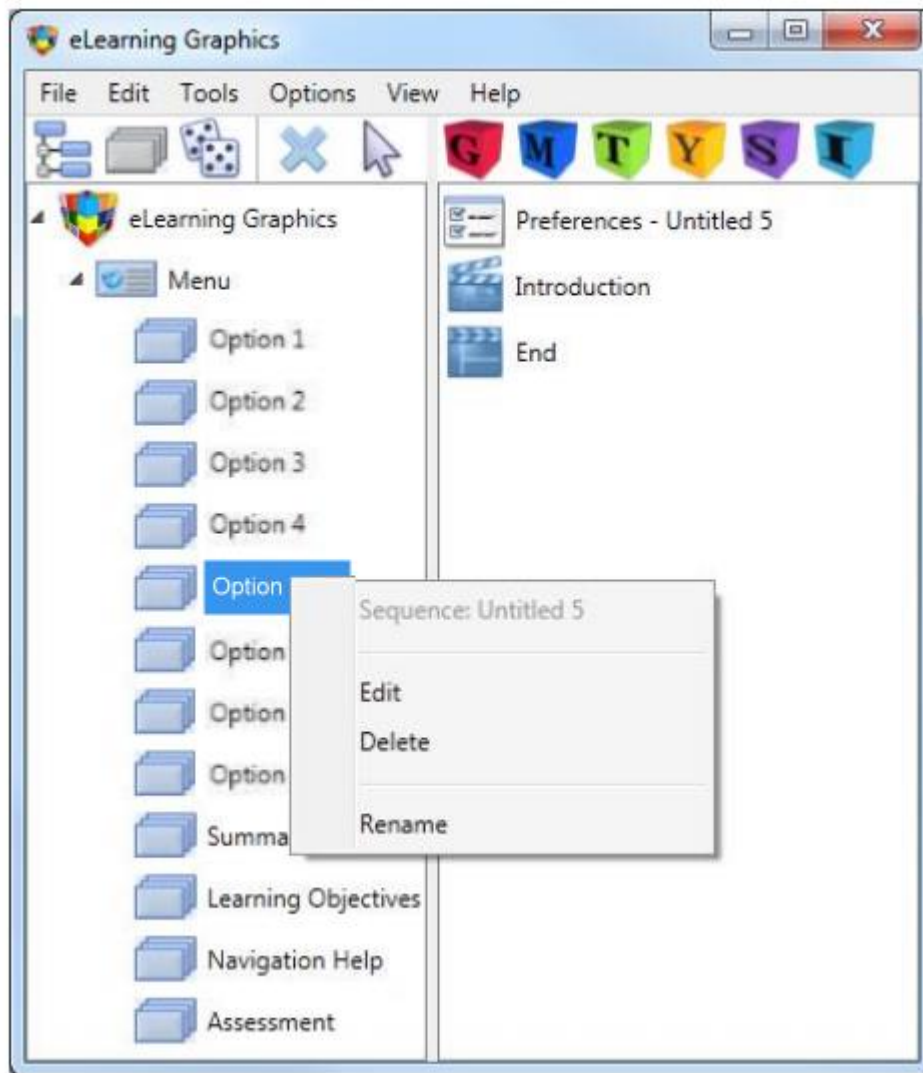 eLearning Graphics
File Edit Tools Options View Help
G M T Y S I
eLearning Graphics
Menu
Option 1
Option 2
Option 3
Option 4
Option
Option
Option
Option
Summa
Learning Objectives
Navigation Help
Assessment
Preferences - Untitled 5
Introduction
End
Sequence: Untitled 5
Edit
Delete
Rename